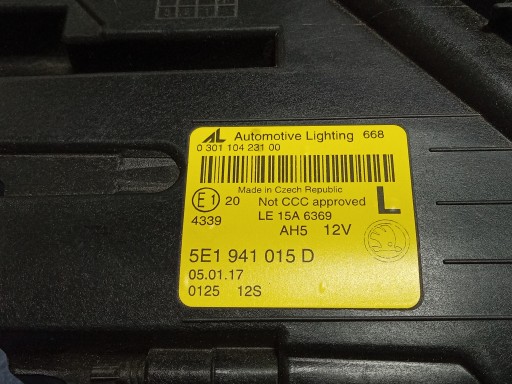 AL Automotive Lighting 668
0 301 104 231 00
Made in Czech Republic
E1 20 Not CCC approved L
4339 LE 15A 6369
AH5 12V
5E1 941 015 D
05.01.17
0125 12S